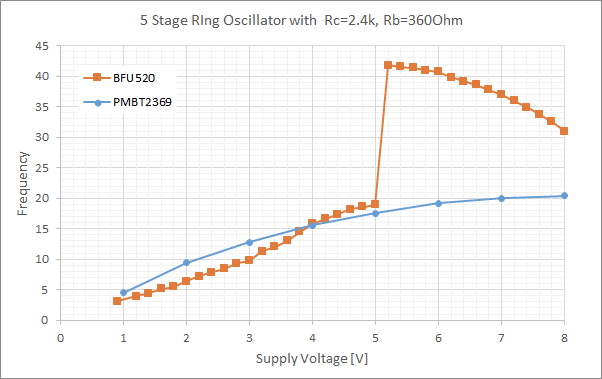 5 Stage RIng Oscillator with Rc=2.4k, Rb=360Ohm
45
40
35
30
25
20
15
10
5
0
Frequency
BFU520
PMBT2369
0 1 2 3 4 5 6 7 8
Supply Voltage [V]